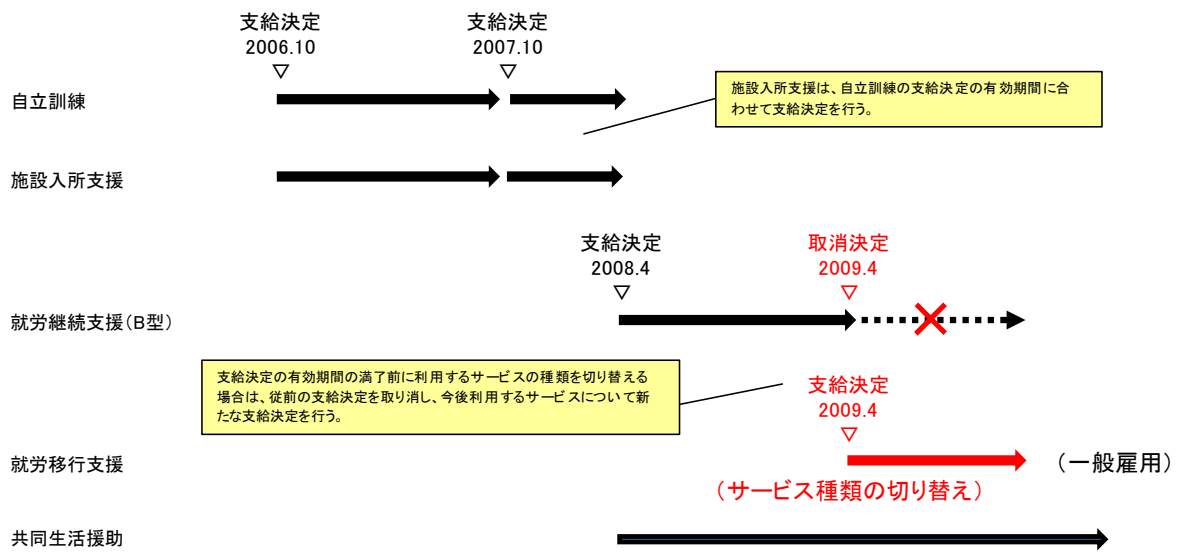 支給決定
2006.10
▽
支給決定
2007.10
▽
自立訓練
施設入所支援は、自立訓練の支給決定の有効期間に合
わせて支給決定を行う。
施設入所支援
支給決定
2008.4
▽
取消決定
2009.4
▽
就労継続支援(B型)
支給決定の有効期間の満了前に利用するサービスの種類を切り替える
場合は、従前の支給決定を取り消し、今後利用するサービスについて新
たな支給決定を行う。
支給決定
2009.4
▽
就労移行支援
(一般雇用)
(サービス種類の切り替え)
共同生活援助